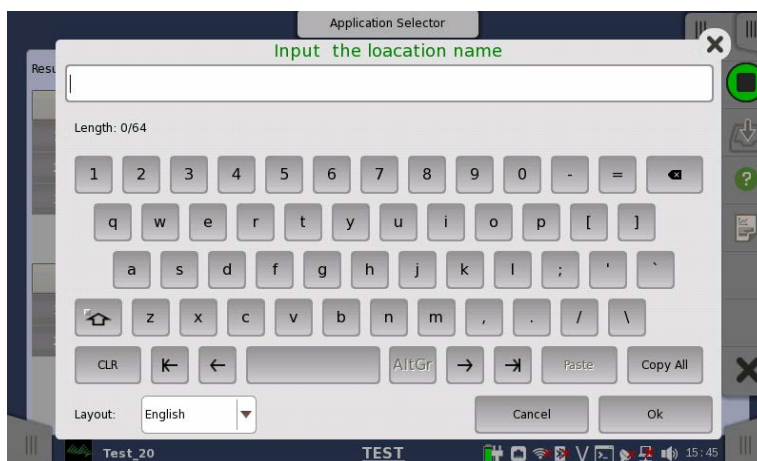 Application Selector
Input the loacation name
Resu
Length: 0/64
1 2 3 4 5 6 7 8 9 0 - =
q w e r t y u i o p [ ]
a s d f g h j k l ; ' `
z x c v b n m , . / \
CLR AltGr Paste Copy All
Layout: English Cancel Ok
Test_20 TEST 15:45